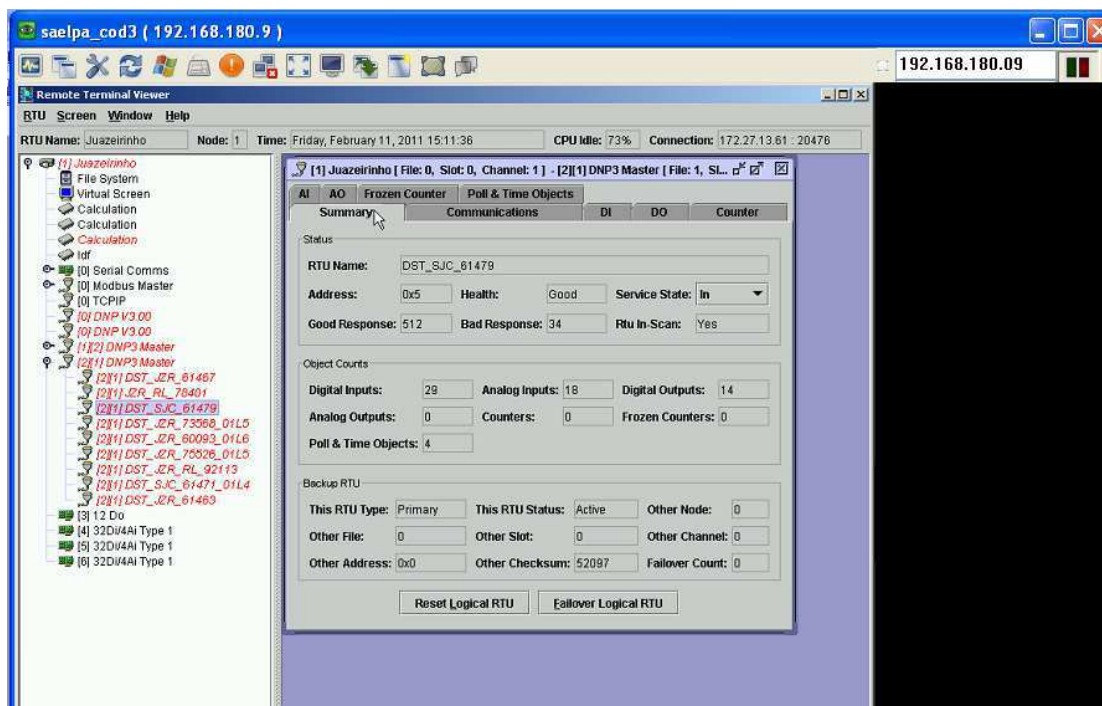 saelpa_cod3 ( 192.168.180.9 )
192.168.180.09
Remote Terminal Viewer
RTU Screen Window Help
RTU Name: Juazeirinho Node: 1 Time: Friday, February 11, 2011 15:11:36 CPU Idle: 73% Connection: 172.27.13.61 : 20476
[1] Juazeirinho
File System
Virtual Screen
Calculation
Calculation
Calculation
Idf
[0] Serial Comms
[0] Modbus Master
[0] TCPIP
[0] DNP V3.00
[0] DNP V3.00
[1][2] DNP3 Master
[2][1] DNP3 Master
[2][1] DST_JZR_61467
[2][1] JZR_RL_78401
[2][1] DST_SJC_61479
[2][1] DST_JZR_73568_01L5
[2][1] DST_JZR_60093_01L6
[2][1] DST_JZR_75526_01L5
[2][1] DST_JZR_RL_92113
[2][1] DST_SJC_61471_01L4
[2][1] DST_JZR_61463
[3] 12 Do
[4] 32Di/4Ai Type 1
[5] 32Di/4Ai Type 1
[6] 32Di/4Ai Type 1
[1] Juazeirinho [ File: 0, Slot: 0, Channel: 1 ] - [2][1] DNP3 Master [ File: 1, Sl...
AI AO Frozen Counter Poll & Time Objects
Summary Communications DI DO Counter
Status
RTU Name: DST_SJC_61479
Address: 0x5 Health: Good Service State: In
Good Response: 512 Bad Response: 34 Rtu In-Scan: Yes
Object Counts
Digital Inputs: 29 Analog Inputs: 18 Digital Outputs: 14
Analog Outputs: 0 Counters: 0 Frozen Counters: 0
Poll & Time Objects: 4
Backup RTU
This RTU Type: Primary This RTU Status: Active Other Node: 0
Other File: 0 Other Slot: 0 Other Channel: 0
Other Address: 0x0 Other Checksum: 52097 Failover Count: 0
Reset Logical RTU Failover Logical RTU